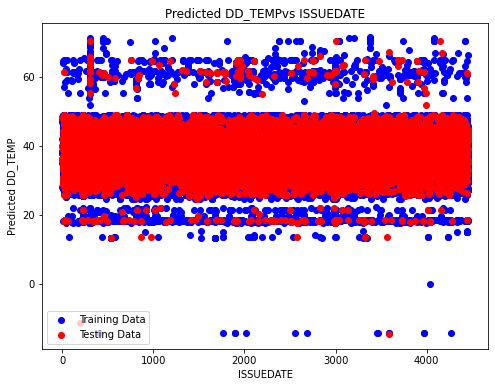 Predicted DD_TEMPvs ISSUEDATE
Predicted DD_TEMP
60
40
20
0
Training Data
Testing Data
0
1000
2000
3000
4000
ISSUEDATE